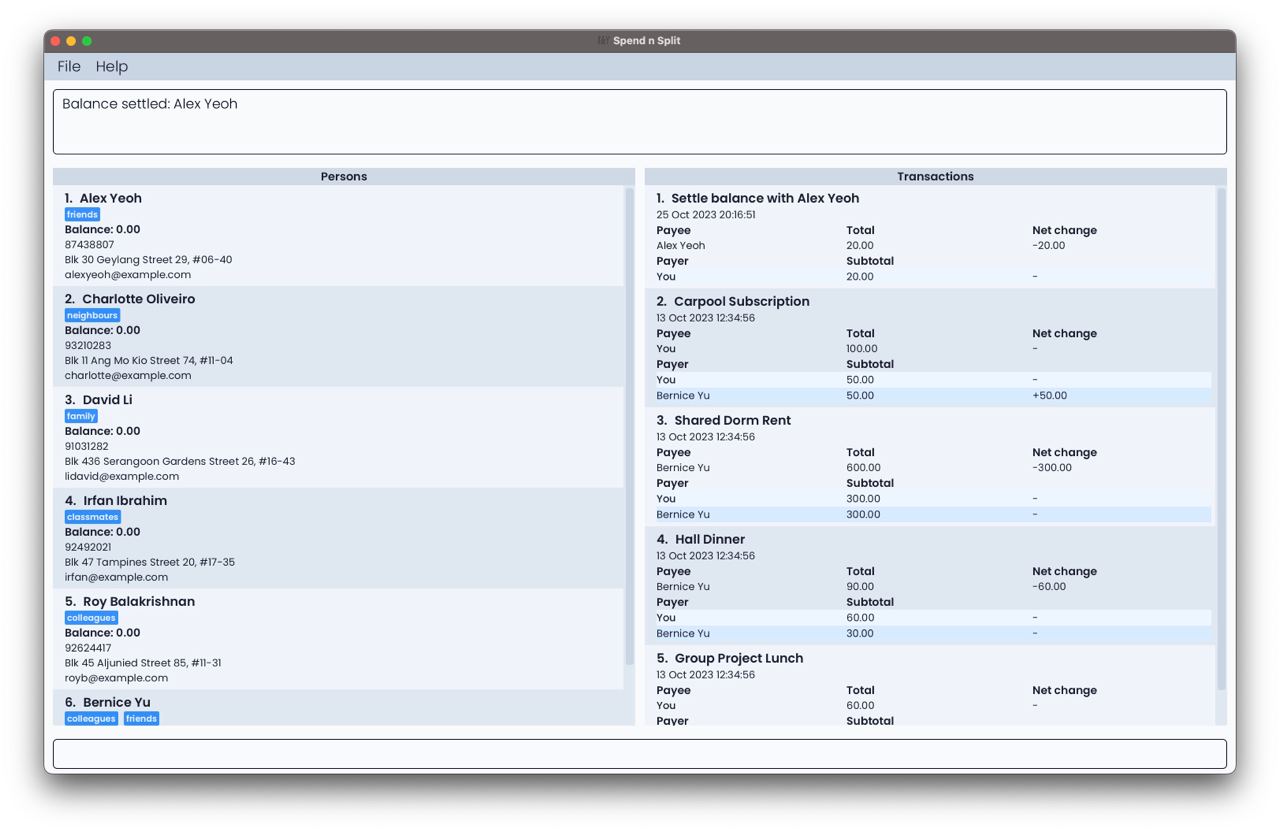 Spend n Split
File Help
Balance settled: Alex Yeoh
Persons
1. Alex Yeoh
friends
Balance: 0.00
87438807
Blk 30 Geylang Street 29, #06-40
alexyeoh@example.com
2. Charlotte Oliveiro
neighbours
Balance: 0.00
93210283
Blk 11 Ang Mo Kio Street 74, #11-04
charlotte@example.com
3. David Li
family
Balance: 0.00
91031282
Blk 436 Serangoon Gardens Street 26, #16-43
lidavid@example.com
4. Irfan Ibrahim
classmates
Balance: 0.00
92492021
Blk 47 Tampines Street 20, #17-35
irfan@example.com
5. Roy Balakrishnan
colleagues
Balance: 0.00
92624417
Blk 45 Aljunied Street 85, #11-31
royb@example.com
6. Bernice Yu
colleagues friends
Transactions
1. Settle balance with Alex Yeoh
25 Oct 2023 20:16:51
Payee Total Net change
Alex Yeoh 20.00 -20.00
Payer Subtotal
You 20.00 -
2. Carpool Subscription
13 Oct 2023 12:34:56
Payee Total Net change
You 100.00 -
Payer Subtotal
You 50.00 -
Bernice Yu 50.00 +50.00
3. Shared Dorm Rent
13 Oct 2023 12:34:56
Payee Total Net change
Bernice Yu 600.00 -300.00
Payer Subtotal
You 300.00 -
Bernice Yu 300.00 -
4. Hall Dinner
13 Oct 2023 12:34:56
Payee Total Net change
Bernice Yu 90.00 -60.00
Payer Subtotal
You 60.00 -
Bernice Yu 30.00 -
5. Group Project Lunch
13 Oct 2023 12:34:56
Payee Total Net change
You 60.00 -
Payer Subtotal